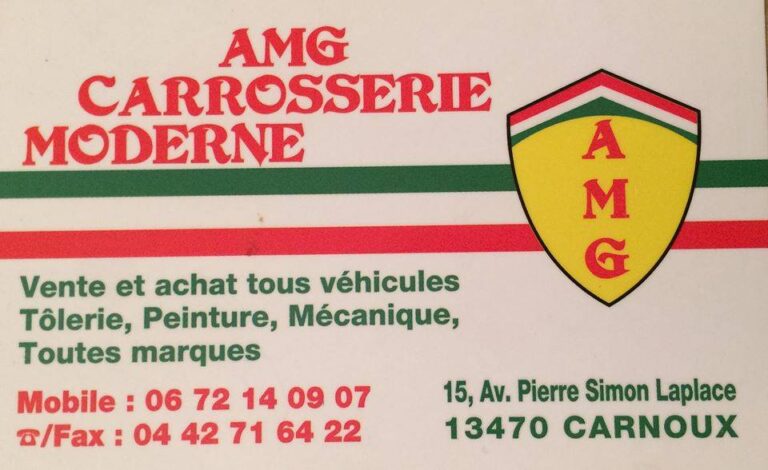 AMG
CARROSSERIE
MODERNE
A
M
G
Vente et achat tous véhicules
Tôlerie, Peinture, Mécanique,
Toutes marques
Mobile : 06 72 14 09 07
☎/Fax : 04 42 71 64 22
15, Av. Pierre Simon Laplace
13470 CARNOUX